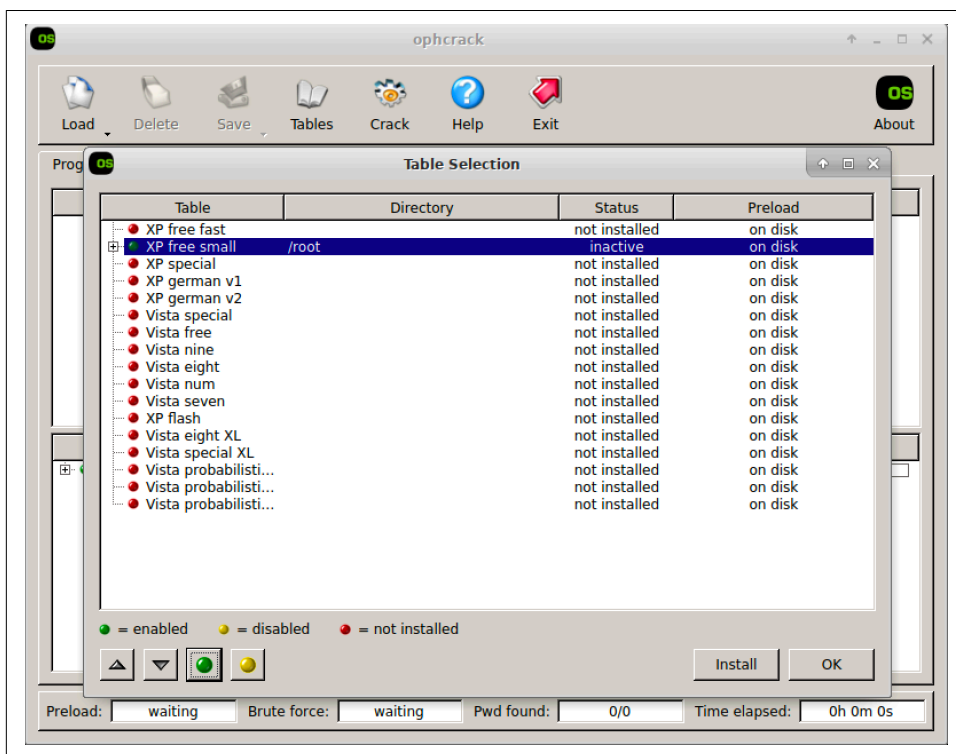 OS ophcrack
OS
Load Delete Save Tables Crack Help Exit About
Prog OS Table Selection
Table Directory Status Preload
XP free fast not installed on disk
XP free small /root inactive on disk
XP special not installed on disk
XP german v1 not installed on disk
XP german v2 not installed on disk
Vista special not installed on disk
Vista free not installed on disk
Vista nine not installed on disk
Vista eight not installed on disk
Vista num not installed on disk
Vista seven not installed on disk
XP flash not installed on disk
Vista eight XL not installed on disk
Vista special XL not installed on disk
Vista probabilisti... not installed on disk
Vista probabilisti... not installed on disk
Vista probabilisti... not installed on disk
= enabled = disabled = not installed
Install OK
Preload: waiting Brute force: waiting Pwd found: 0/0 Time elapsed: 0h 0m 0s